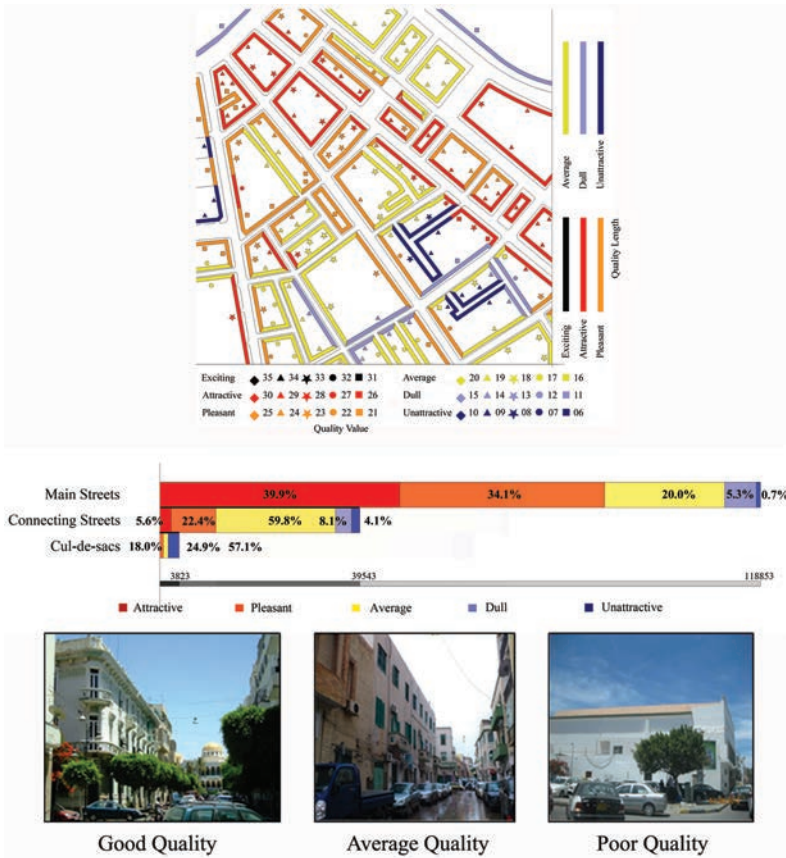 Average
Dull
Unattractive
Quality Length
Exciting
Attractive
Pleasant
Exciting 35 34 33 32 31 Average 20 19 18 17 16
Attractive 30 29 28 27 26 Dull 15 14 13 12 11
Pleasant 25 24 23 22 21 Unattractive 10 09 08 07 06
Quality Value
Main Streets 39.9% 34.1% 20.0% 5.3% 0.7%
Connecting Streets 5.6% 22.4% 59.8% 8.1% 4.1%
Cul-de-sacs 18.0% 24.9% 57.1%
3823 39543 118853
Attractive Pleasant Average Dull Unattractive
Good Quality Average Quality Poor Quality